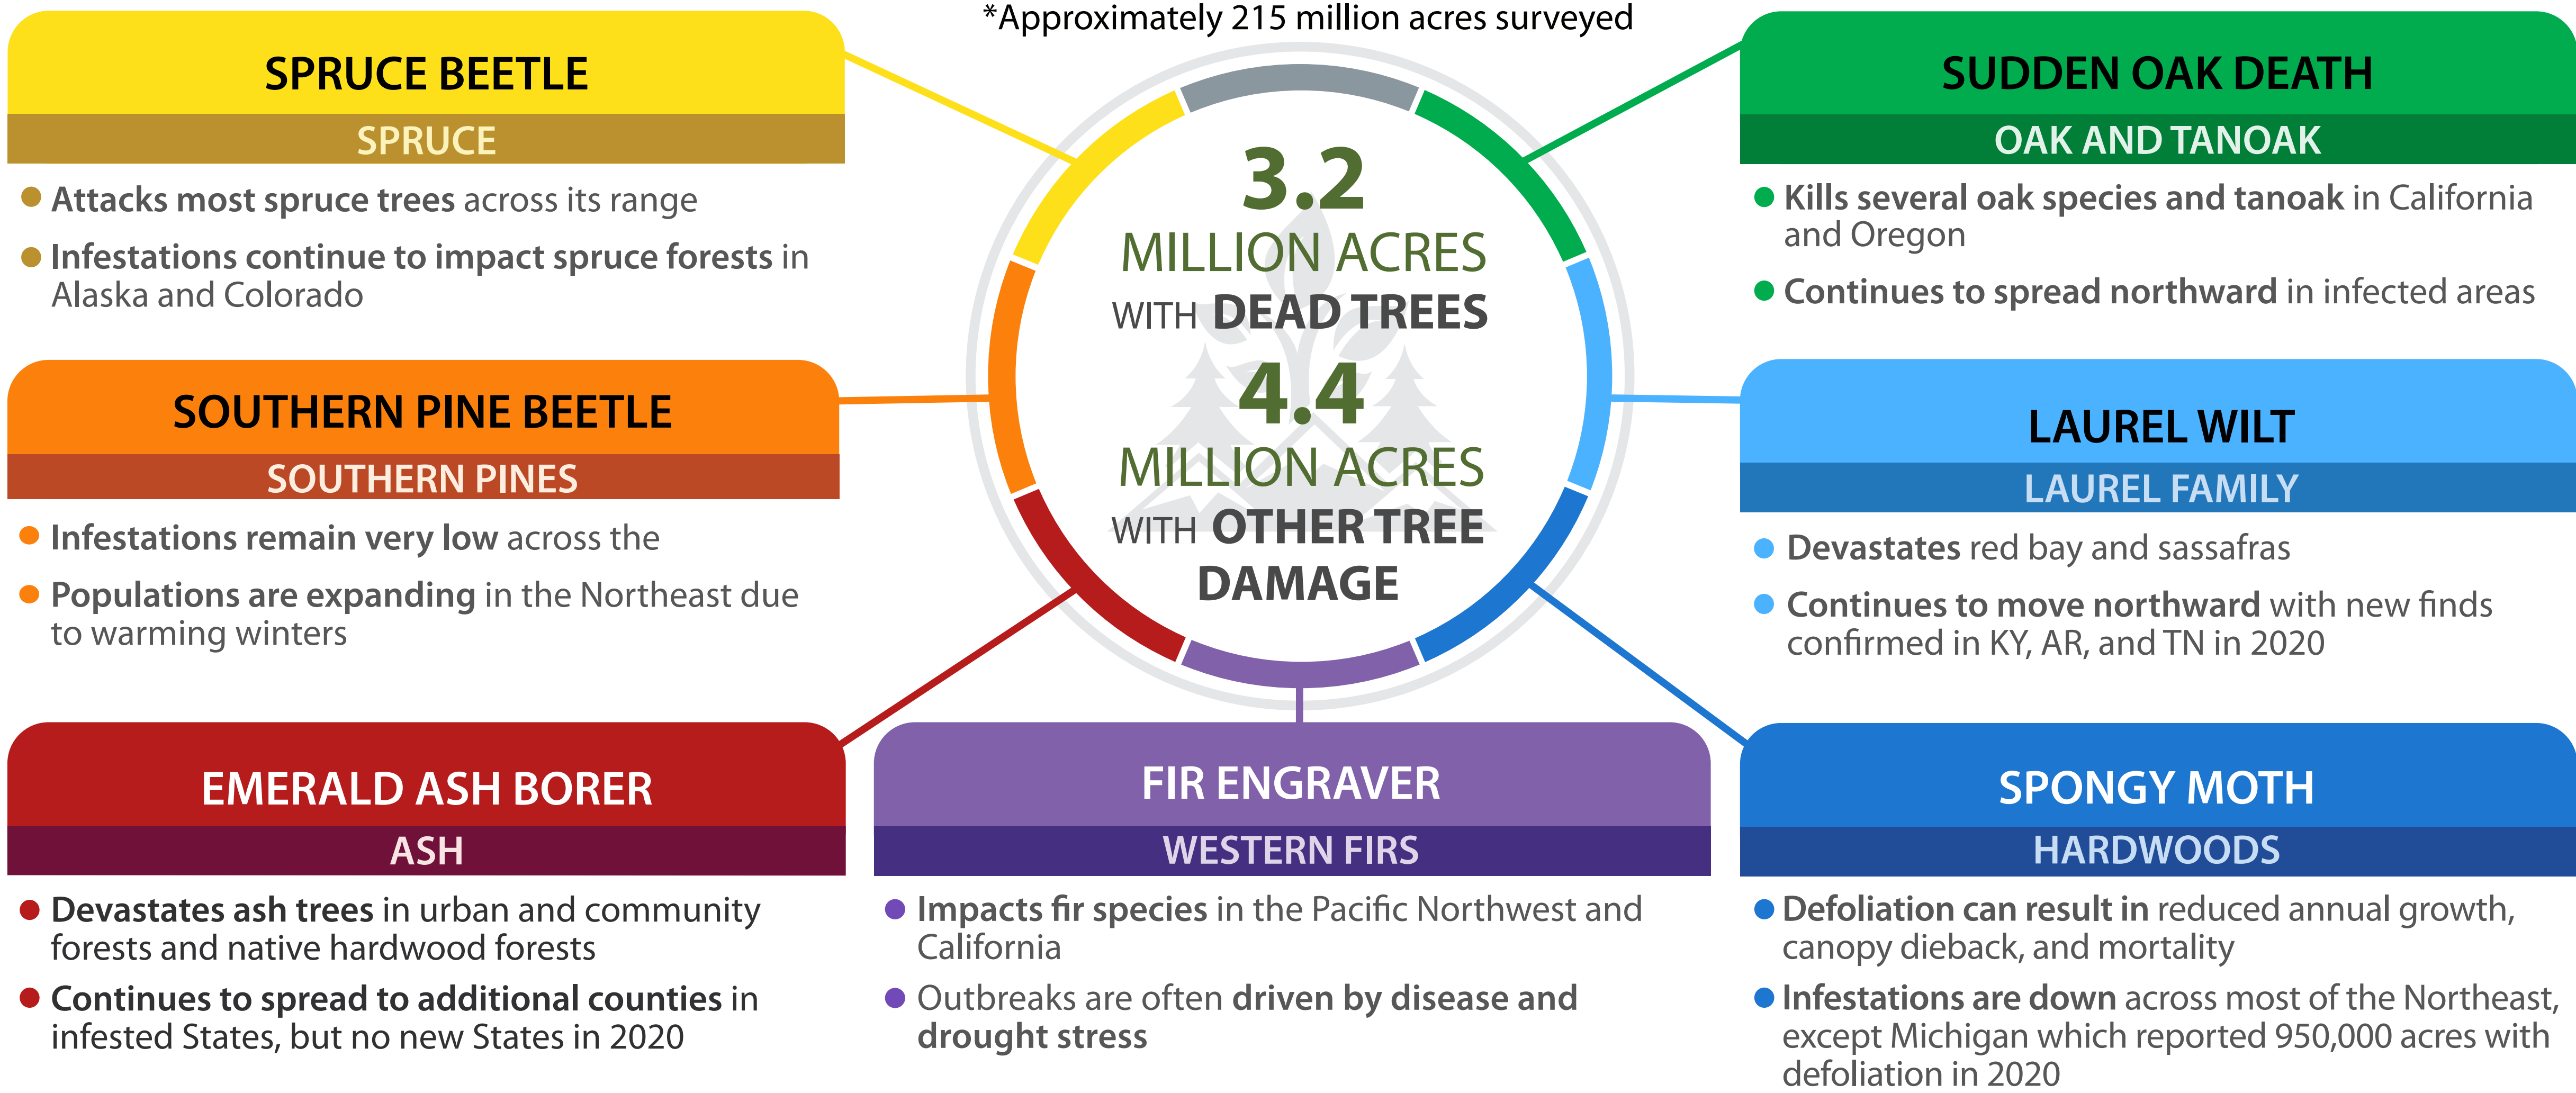 *Approximately 215 million acres surveyed
SPRUCE BEETLE
SPRUCE
Attacks most spruce trees across its range
Infestations continue to impact spruce forests in
Alaska and Colorado
SOUTHERN PINE BEETLE
SOUTHERN PINES
Infestations remain very low across the
Populations are expanding in the Northeast due
to warming winters
EMERALD ASH BORER
ASH
Devastates ash trees in urban and community
forests and native hardwood forests
Continues to spread to additional counties in
infested States, but no new States in 2020
3.2
MILLION ACRES
WITH DEAD TREES
4.4
MILLION ACRES
WITH OTHER TREE
DAMAGE
FIR ENGRAVER
WESTERN FIRS
Impacts fir species in the Pacific Northwest and
California
Outbreaks are often driven by disease and
drought stress
SUDDEN OAK DEATH
OAK AND TANOAK
Kills several oak species and tanoak in California
and Oregon
Continues to spread northward in infected areas
LAUREL WILT
LAUREL FAMILY
Devastates red bay and sassafras
Continues to move northward with new finds
confirmed in KY, AR, and TN in 2020
SPONGY MOTH
HARDWOODS
Defoliation can result in reduced annual growth,
canopy dieback, and mortality
Infestations are down across most of the Northeast,
except Michigan which reported 950,000 acres with
defoliation in 2020